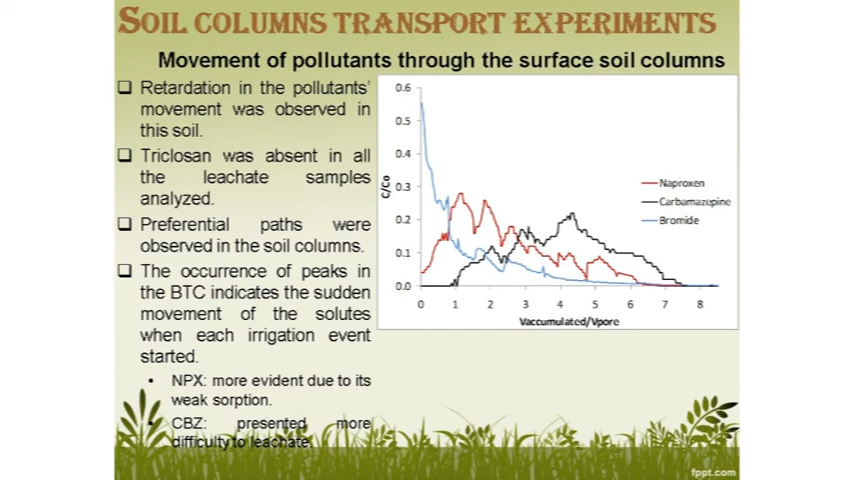 SOIL COLUMNS TRANSPORT EXPERIMENTS
Movement of pollutants through the surface soil columns
Retardation in the pollutants'
movement was observed in
this soil.
Triclosan was absent in all
the leachate samples
analyzed.
Preferential paths were
observed in the soil columns.
The occurrence of peaks in
the BTC indicates the sudden
movement of the solutes
when each irrigation event
started.
• NPX: more evident due to its
weak sorption.
• CBZ: presented more
difficulty to leachate.
0.6
0.5
0.4
0.3
0.2
0.1
0.0
C/Co
Naproxen
Carbamazepine
Bromide
0 1 2 3 4 5 6 7 8
Vaccumulated/Vpore
fppt.com